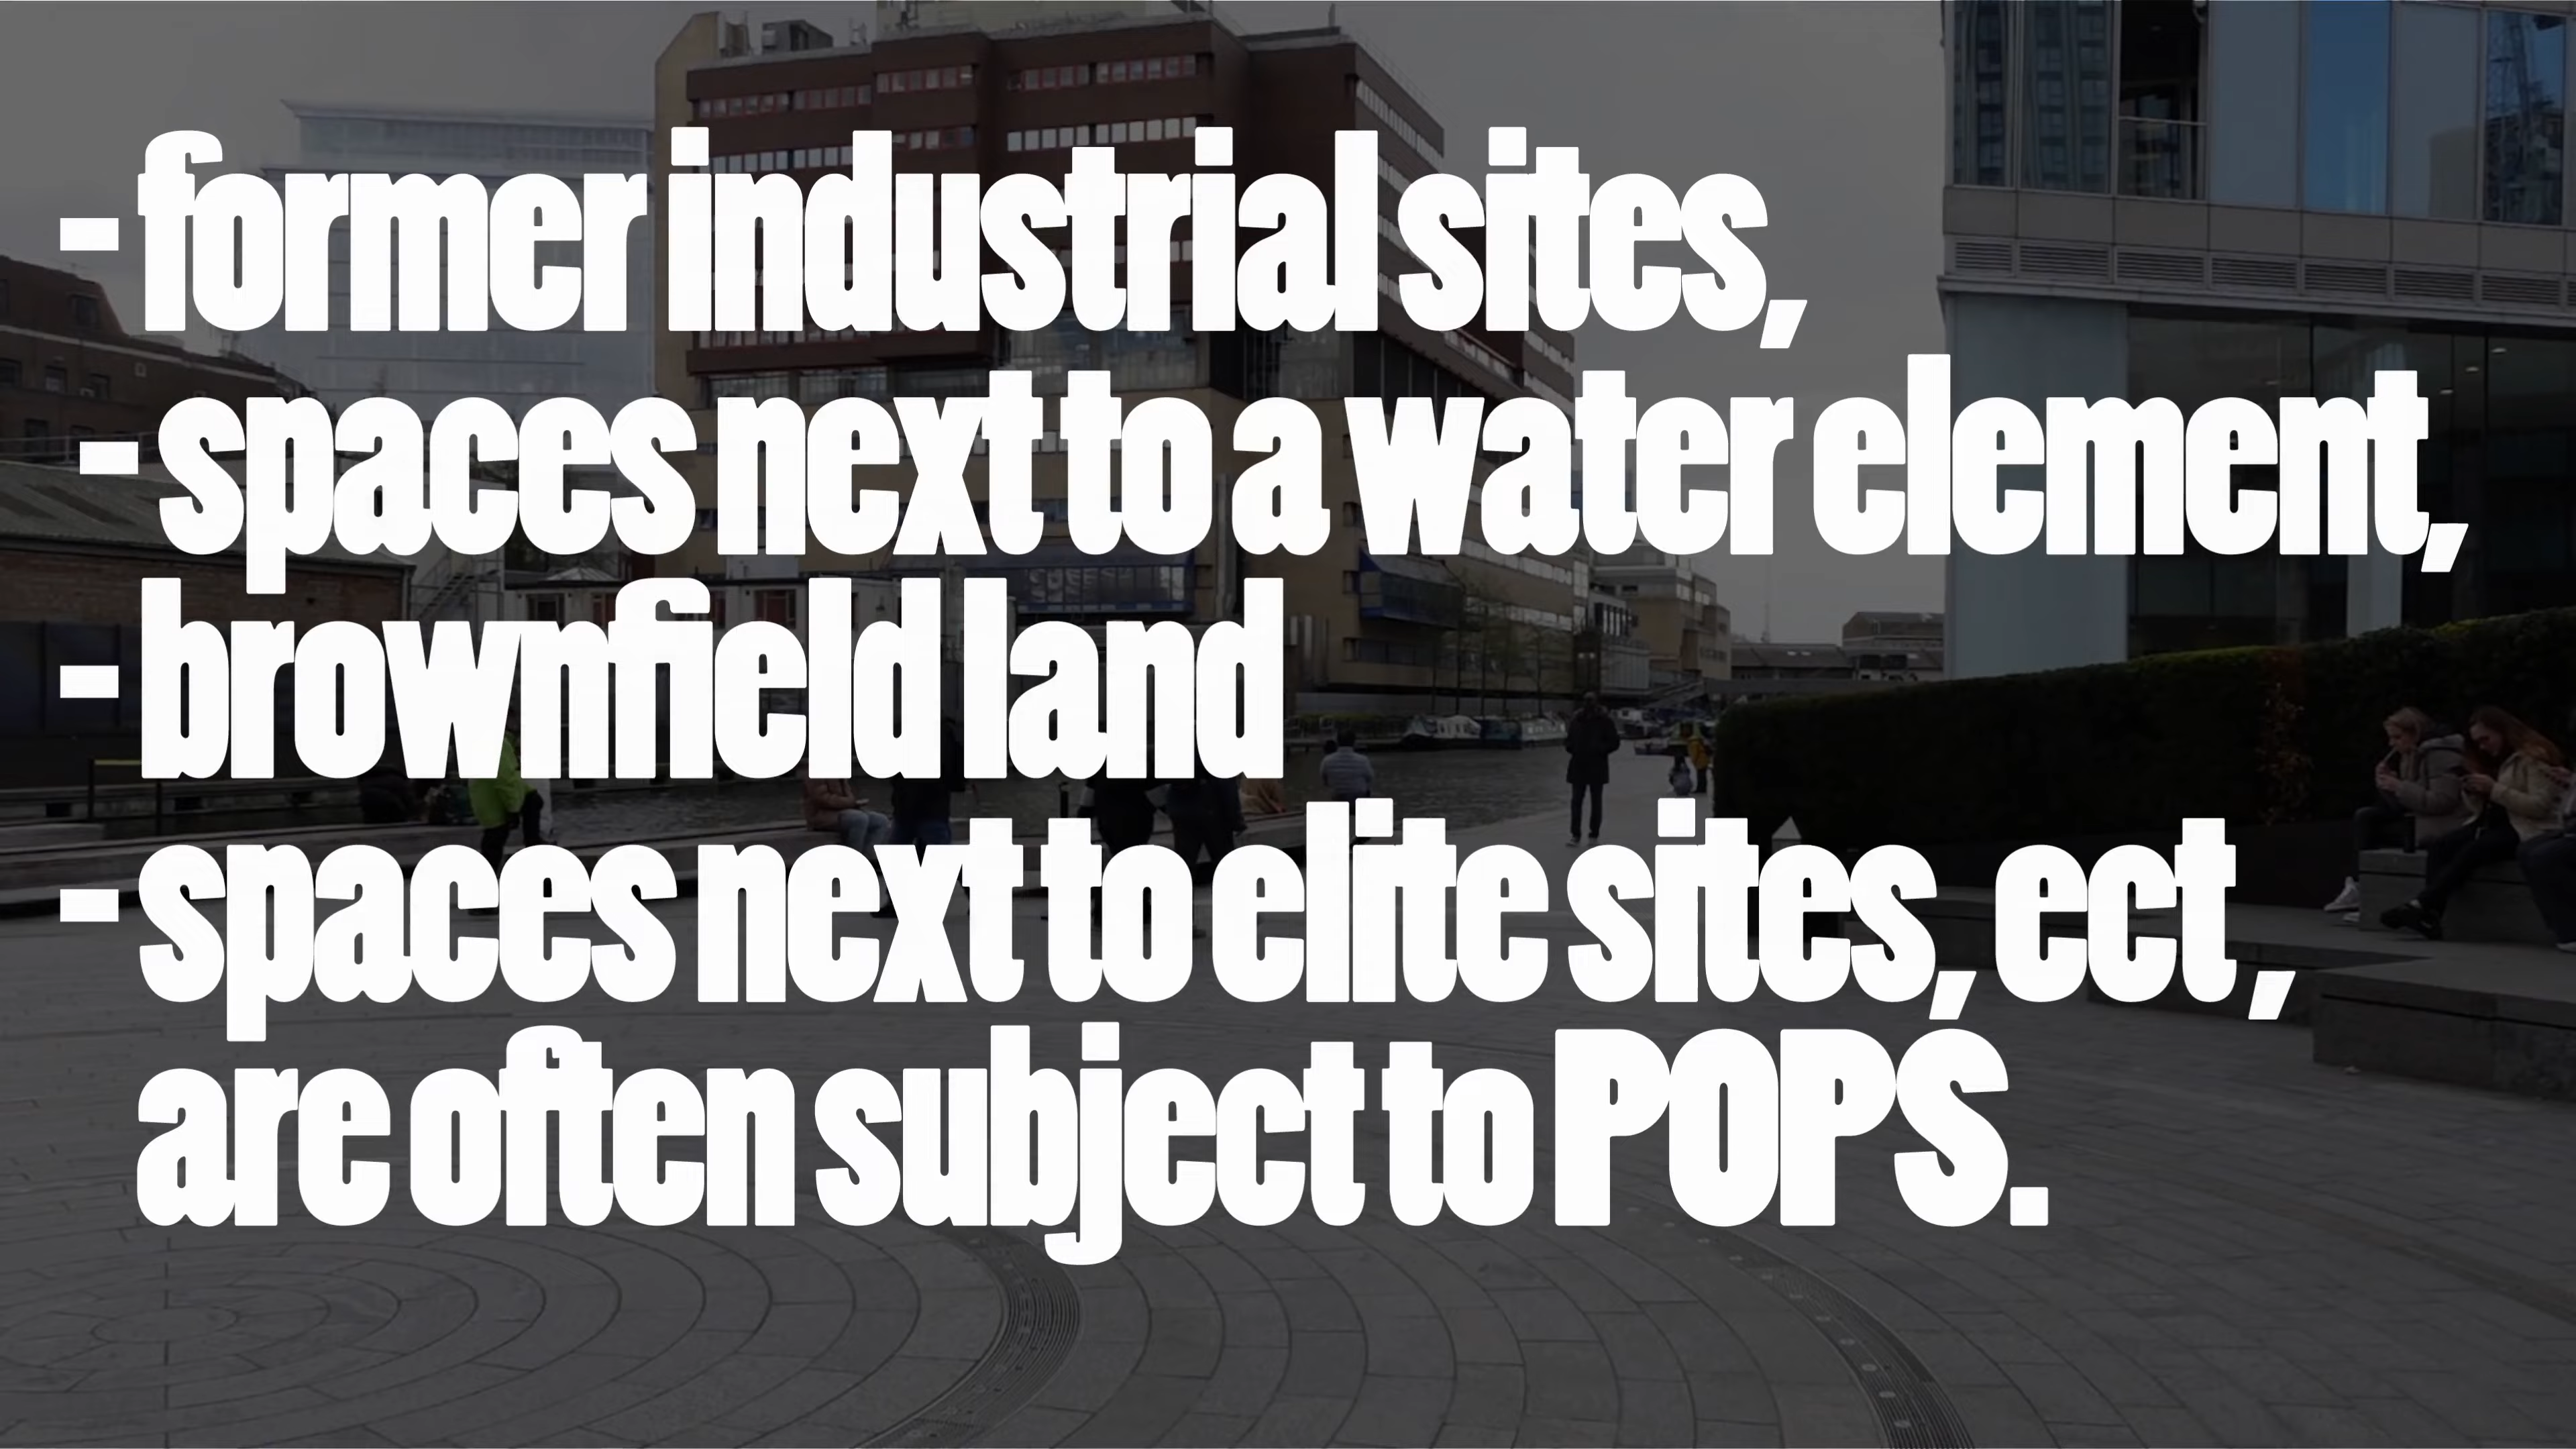 - former industrial sites,
- spaces next to a water element,
- brownfield land
- spaces next to elite sites, ect ,
are often subject to POPS.